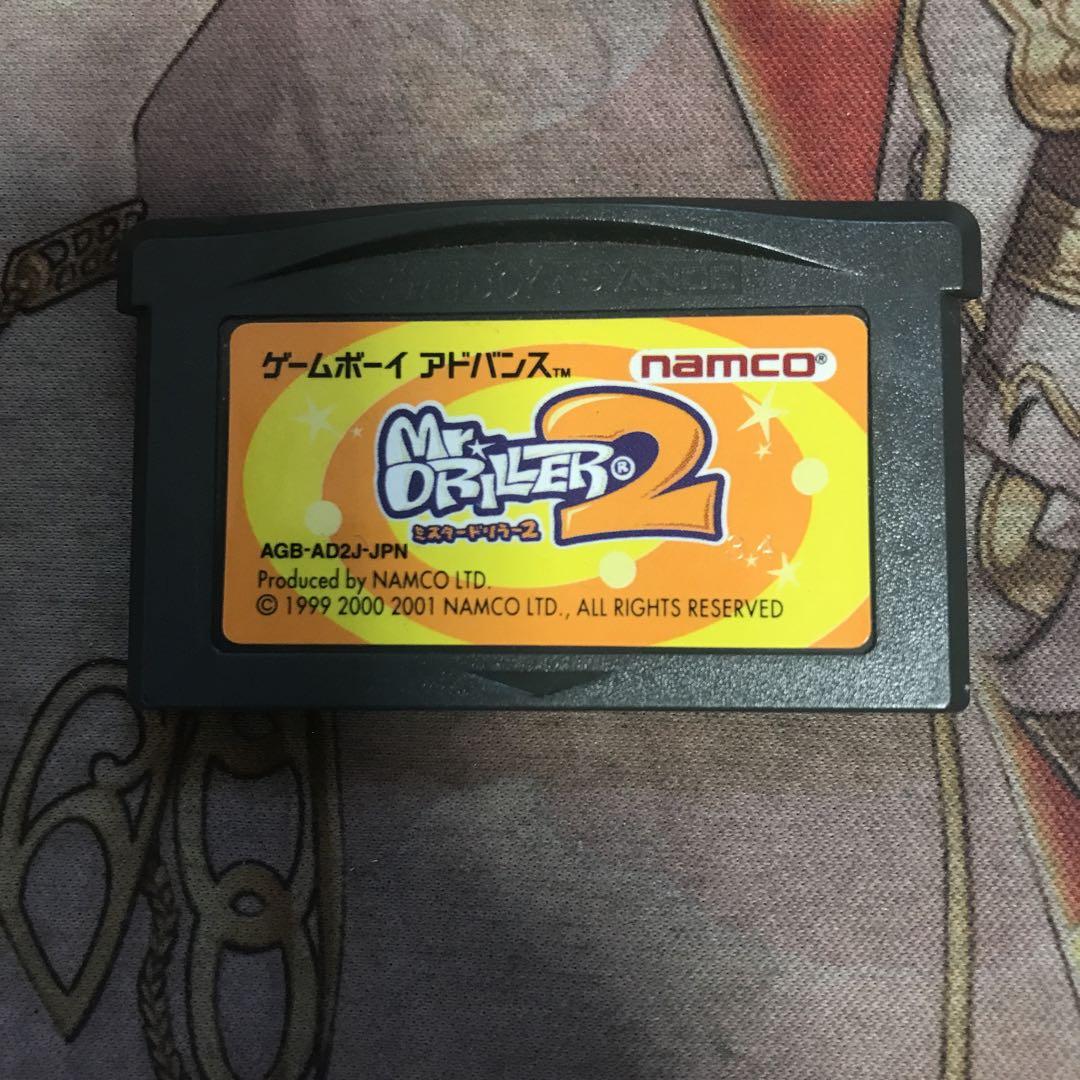 ゲームボーイ アドバンス™
namco®
Mr.
DRILLER® 2
ミスタードリラー2
AGB-AD2J-JPN
Produced by NAMCO LTD.
© 1999 2000 2001 NAMCO LTD., ALL RIGHTS RESERVED